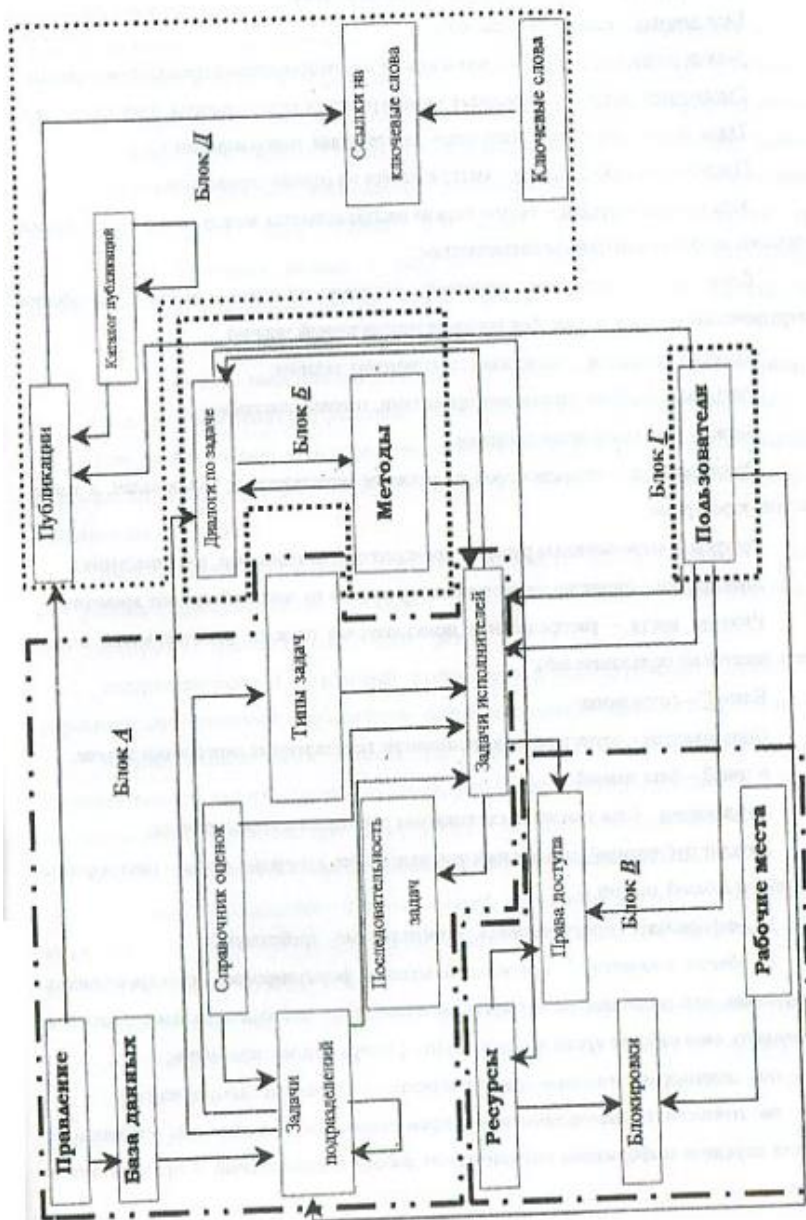 Правление
База данных
Задачи
подразделений
Блок А
Справочник оценок
Типы задач
Последовательность
задач
Задачи исполнителей
Ресурсы
Блокировки
Права доступа
Блок В
Рабочие места
Публикации
Каталог публикаций
Блок Д
Ссылки на
ключевые слова
Ключевые слова
Диалоги по задаче
Блок Б
Методы
Блок Г
Пользователи